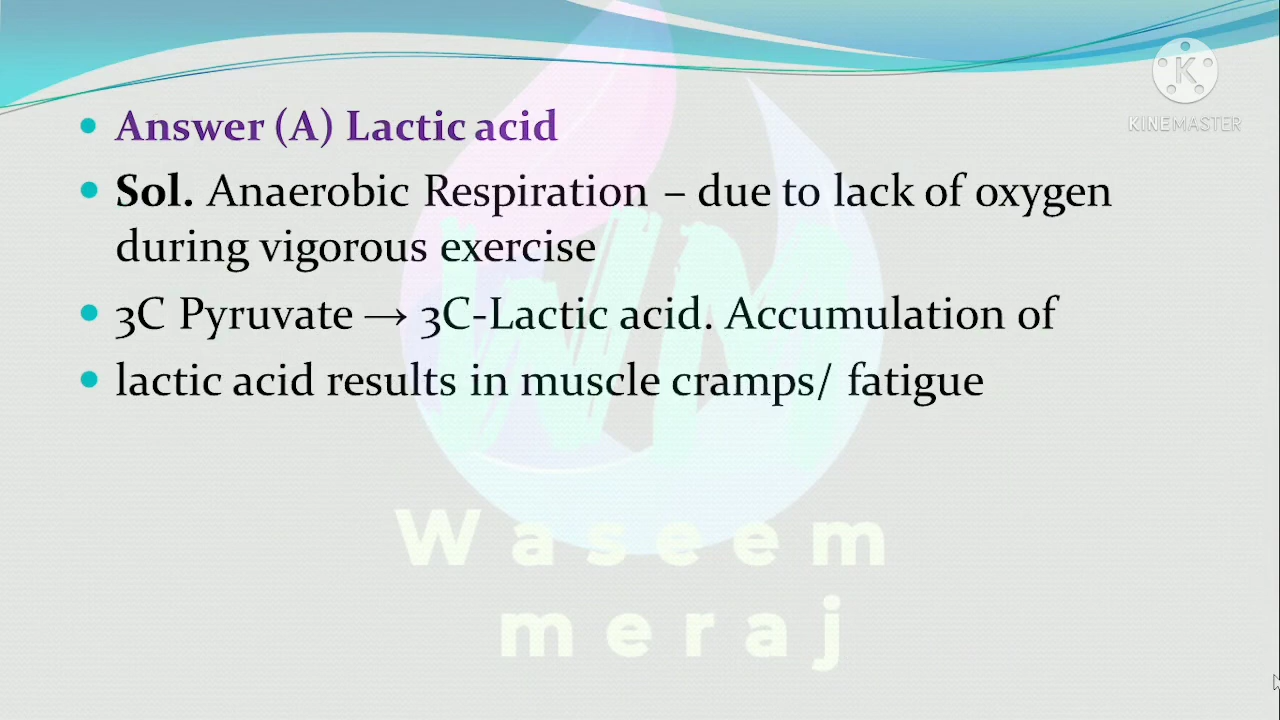 KINEMASTER
Answer (A) Lactic acid
Sol. Anaerobic Respiration – due to lack of oxygen
during vigorous exercise
3C Pyruvate → 3C-Lactic acid. Accumulation of
lactic acid results in muscle cramps/ fatigue
WM
Waseem
meraj